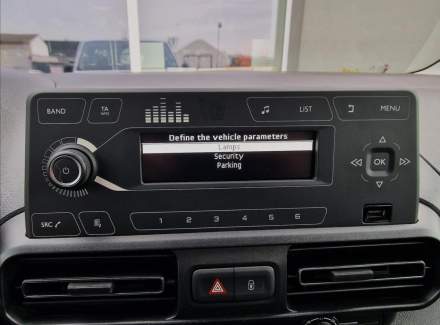 BAND
TA
INFO
LIST
MENU
Define the vehicle parameters
Lamps
Security
Parking
OK
SRC
1 2 3 4 5 6